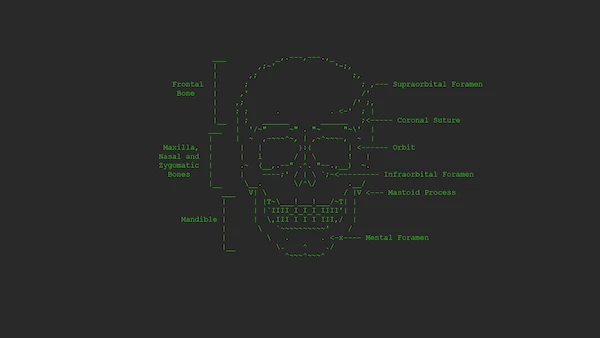 Frontal
Bone
Supraorbital Foramen
Coronal Suture
Maxilla,
Nasal and
Zygomatic
Bones
Orbit
Infraorbital Foramen
Mastoid Process
Mandible
Mental Foramen